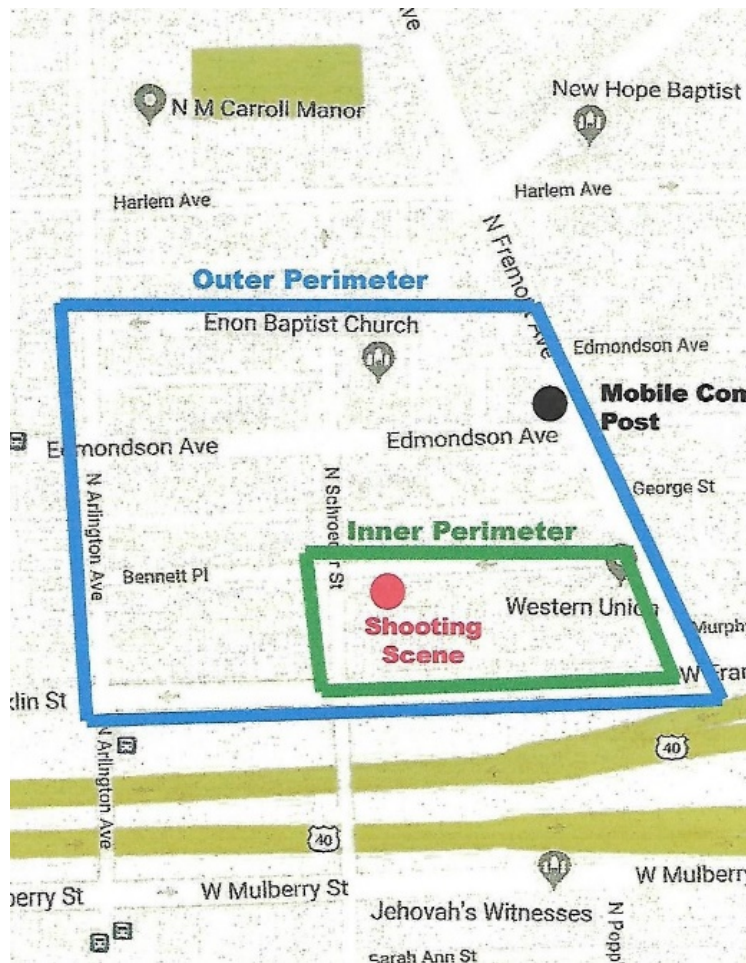 Ave
N M Carroll Manor
New Hope Baptist
Harlem Ave
Harlem Ave
N Fremont Ave
Outer Perimeter
Enon Baptist Church
Edmondson Ave
Mobile Com
Post
Edmondson Ave
Edmondson Ave
N Arlington Ave
N Schroeder St
George St
Inner Perimeter
Bennett Pl
Western Union
Shooting
Scene
Murphy
W Fran
klin St
N Arlington Ave
40
40
berry St
W Mulberry St
W Mulberry
Jehovah's Witnesses
N Popp
Sarah Ann St